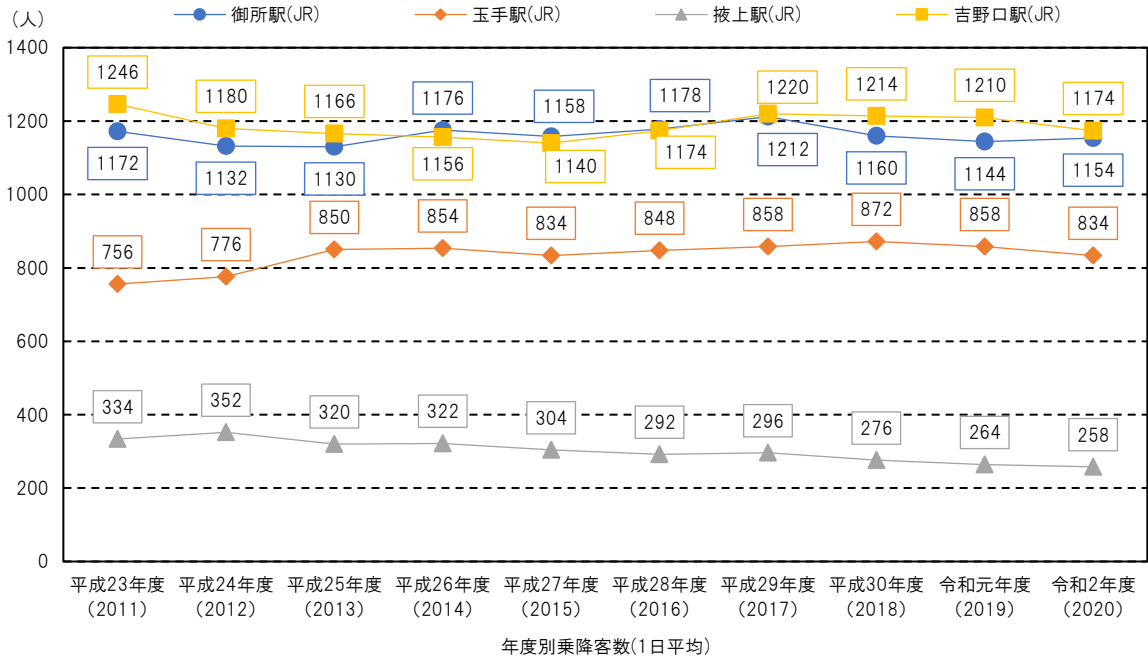 (人)
御所駅(JR) 玉手駅(JR) 掖上駅(JR) 吉野口駅(JR)
1400
1200
1000
800
600
400
200
0
1246 1180 1166 1176 1158 1178 1220 1214 1210 1174
1172 1132 1130 1156 1140 1174 1212 1160 1144 1154
756 776 850 854 834 848 858 872 858 834
334 352 320 322 304 292 296 276 264 258
平成23年度 平成24年度 平成25年度 平成26年度 平成27年度 平成28年度 平成29年度 平成30年度 令和元年度 令和2年度
(2011) (2012) (2013) (2014) (2015) (2016) (2017) (2018) (2019) (2020)
年度別乗降客数(1日平均)